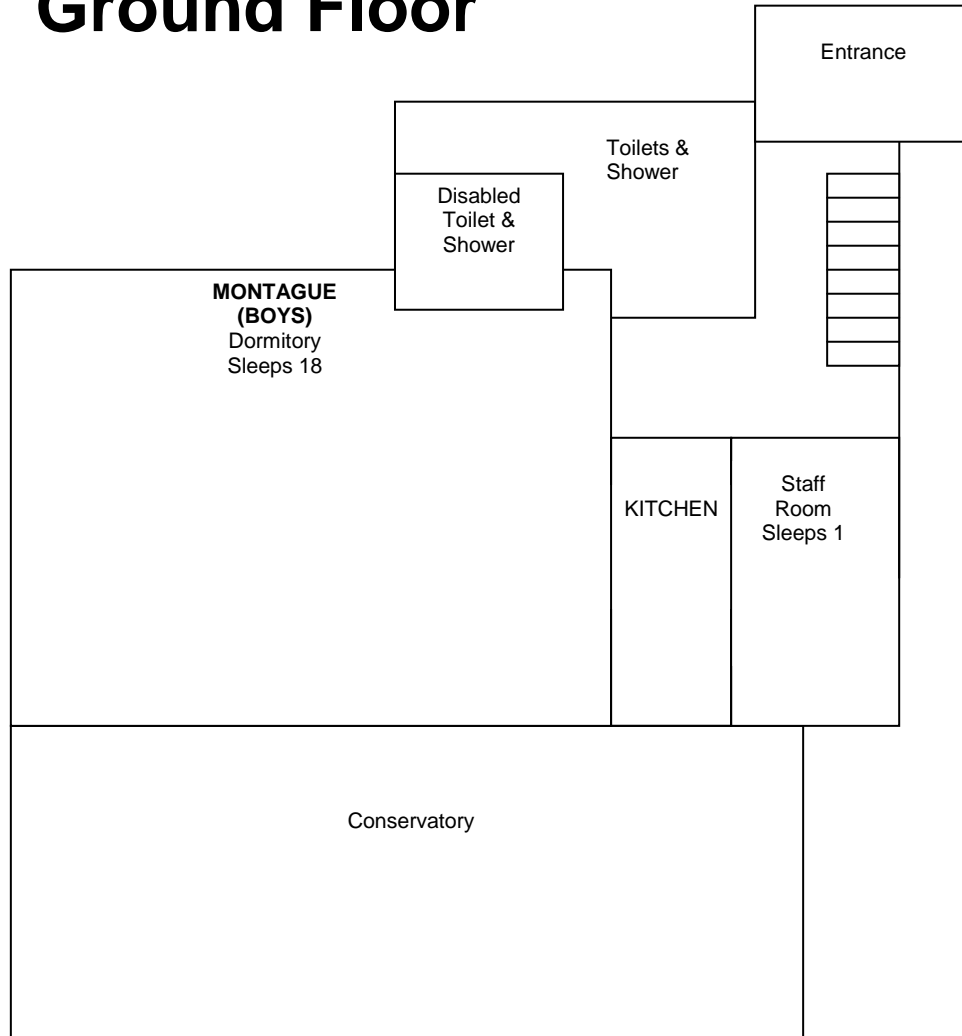 Ground Floor
Entrance
Toilets &
Shower
Disabled
Toilet &
Shower
MONTAGUE
(BOYS)
Dormitory
Sleeps 18
KITCHEN
Staff
Room
Sleeps 1
Conservatory